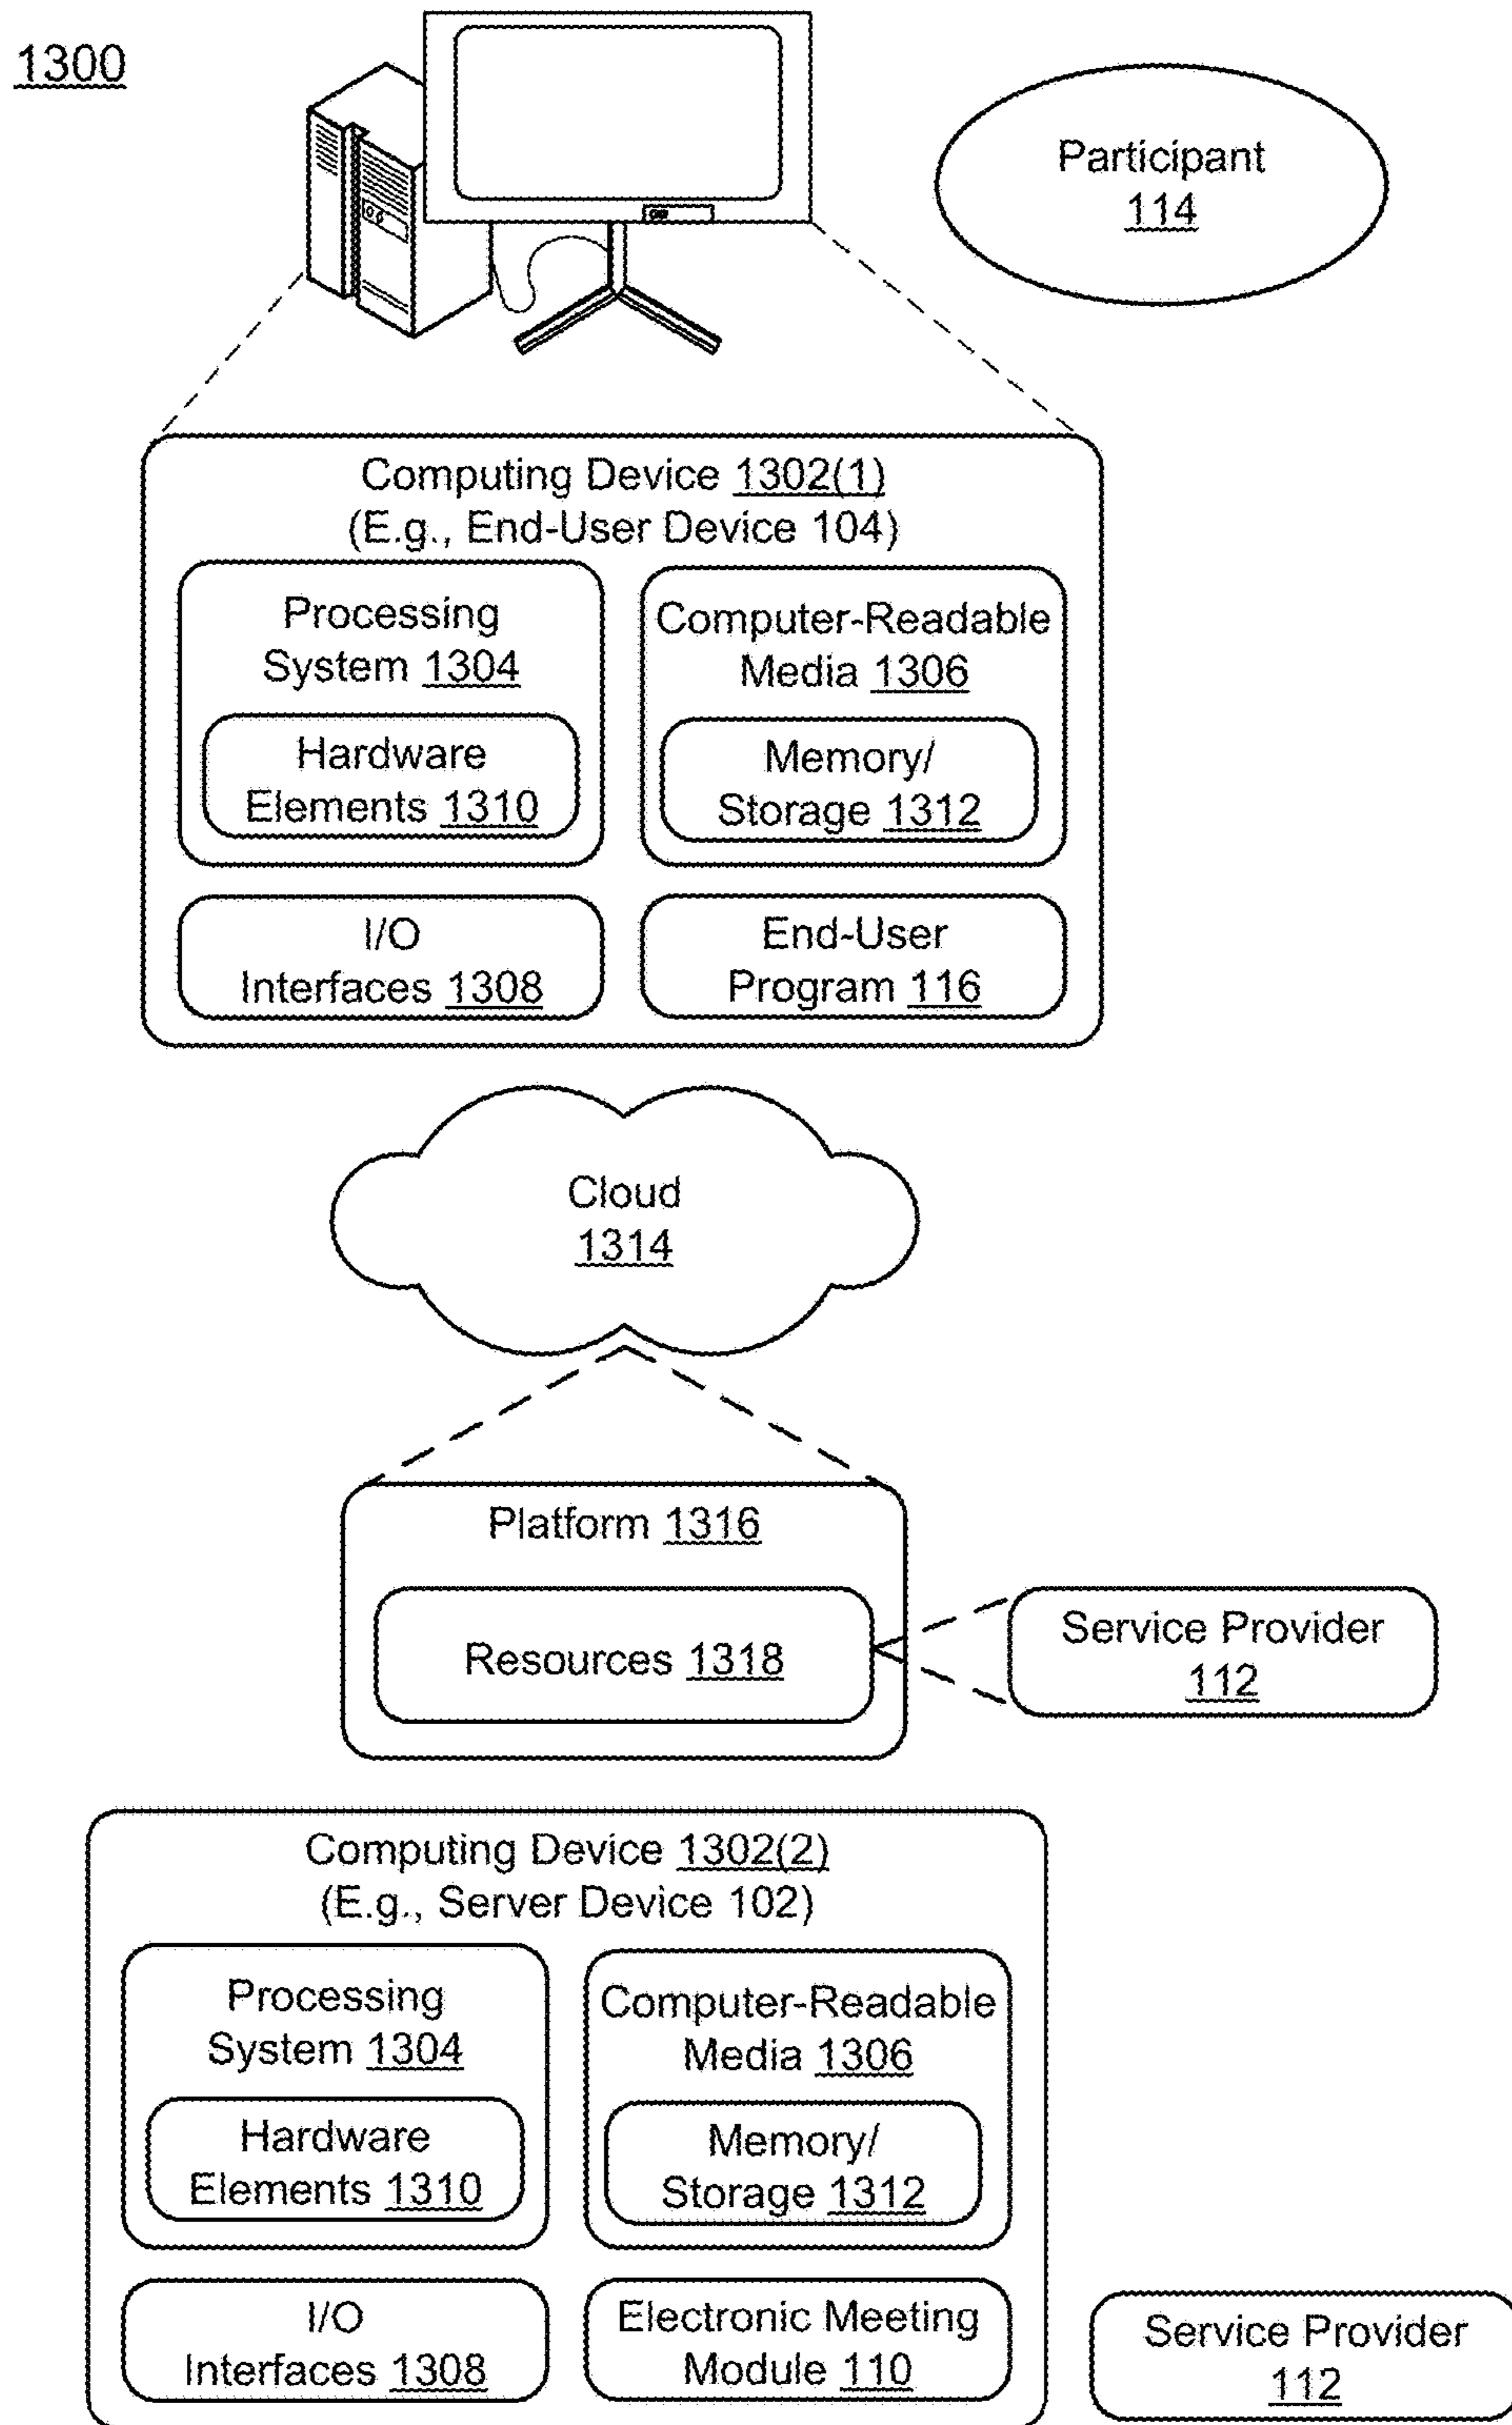 1300
Participant
114
Computing Device 1302(1)
(E.g., End-User Device 104)
Processing
System 1304
Hardware
Elements 1310
Computer-Readable
Media 1306
Memory/
Storage 1312
I/O
Interfaces 1308
End-User
Program 116
Cloud
1314
Platform 1316
Resources 1318
Service Provider
112
Computing Device 1302(2)
(E.g., Server Device 102)
Processing
System 1304
Hardware
Elements 1310
Computer-Readable
Media 1306
Memory/
Storage 1312
I/O
Interfaces 1308
Electronic Meeting
Module 110
Service Provider
112